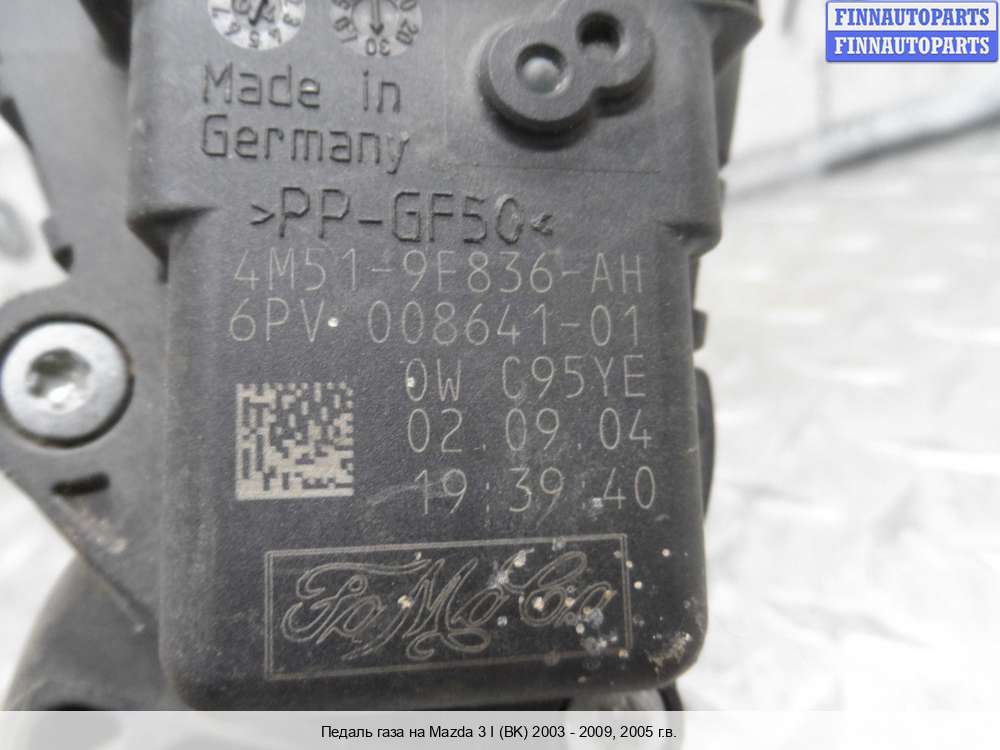 FINNAUTOPARTS
FINNAUTOPARTS
Made in
Germany
>PP-GF50<
4M51-9F836-AH
6PV 008641-01
0W C95YE
02.09.04
19:39:40
FoMoCo
Педаль газа на Mazda 3 I (BK) 2003 - 2009, 2005 г.в.